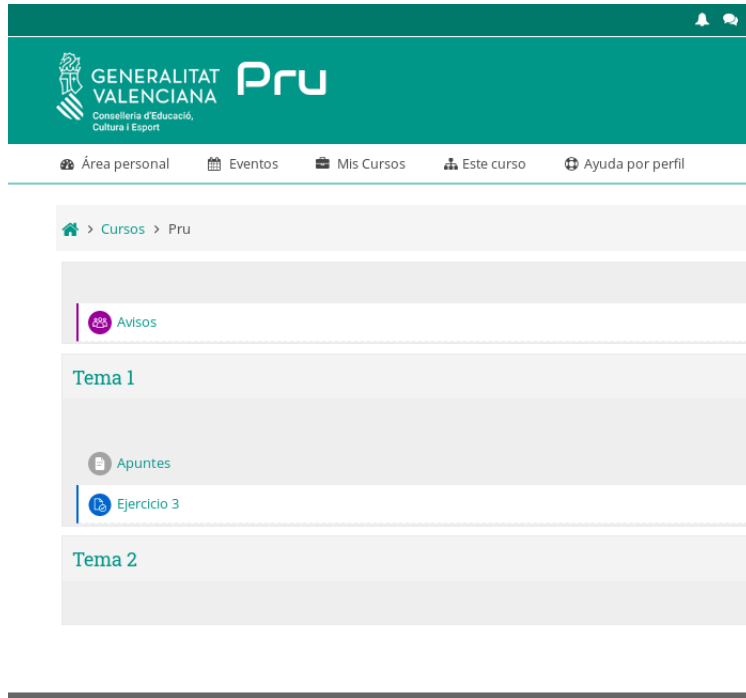 GENERALITAT
VALENCIANA
Conselleria d'Educació,
Cultura i Esport
Pru
Área personal Eventos Mis Cursos Este curso Ayuda por perfil
> Cursos > Pru
Avisos
Tema 1
Apuntes
Ejercicio 3
Tema 2